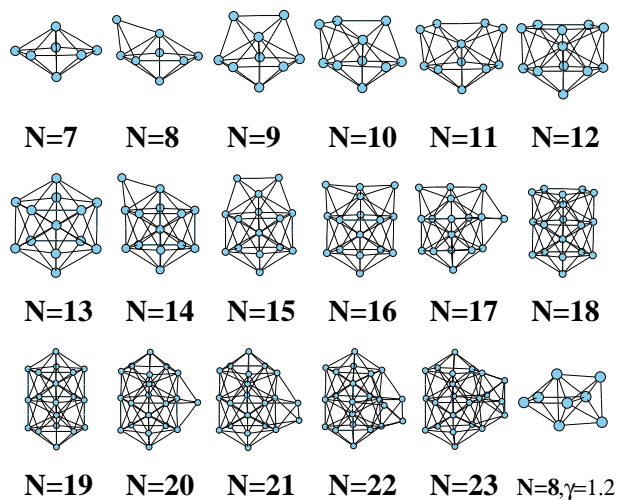 N=7 N=8 N=9 N=10 N=11 N=12
N=13 N=14 N=15 N=16 N=17 N=18
N=19 N=20 N=21 N=22 N=23 N=8,γ=1.2